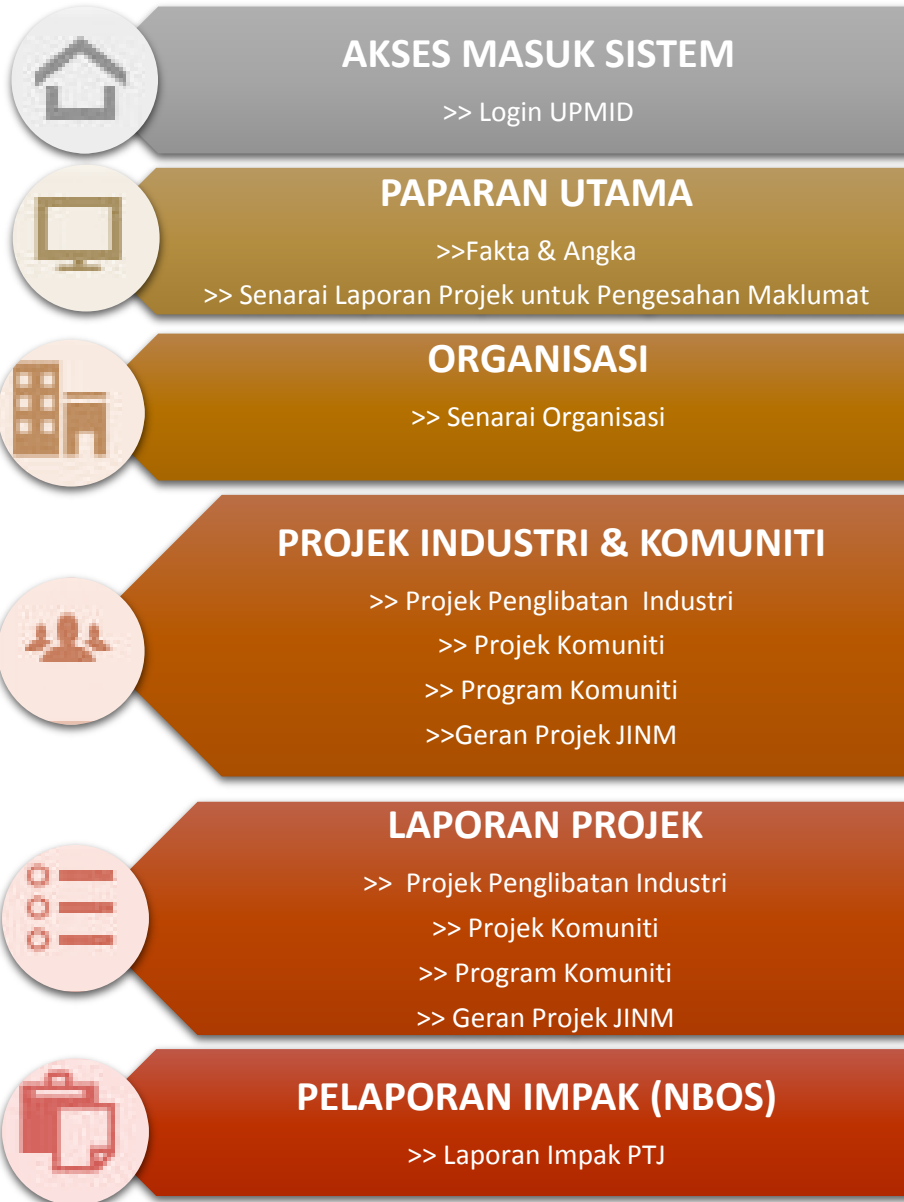 AKSES MASUK SISTEM
>> Login UPMID
PAPARAN UTAMA
>>Fakta & Angka
>> Senarai Laporan Projek untuk Pengesahan Maklumat
ORGANISASI
>> Senarai Organisasi
PROJEK INDUSTRI & KOMUNITI
>> Projek Penglibatan Industri
>> Projek Komuniti
>> Program Komuniti
>>Geran Projek JINM
LAPORAN PROJEK
>> Projek Penglibatan Industri
>> Projek Komuniti
>> Program Komuniti
>> Geran Projek JINM
PELAPORAN IMPAK (NBOS)
>> Laporan Impak PTJ